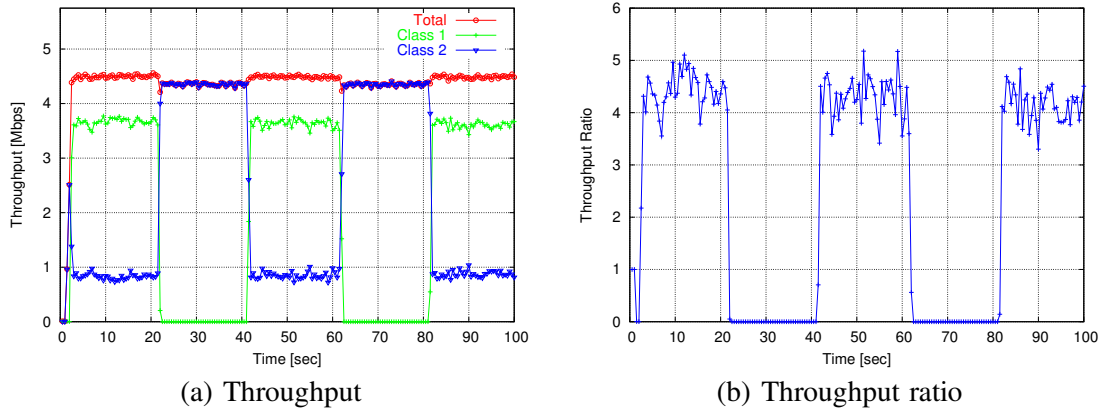 Total
Class 1
Class 2
5
4
3
2
1
0
Throughput [Mbps]
0 10 20 30 40 50 60 70 80 90 100
Time [sec]
(a) Throughput
6
5
4
3
2
1
0
Throughput Ratio
0 10 20 30 40 50 60 70 80 90 100
Time [sec]
(b) Throughput ratio